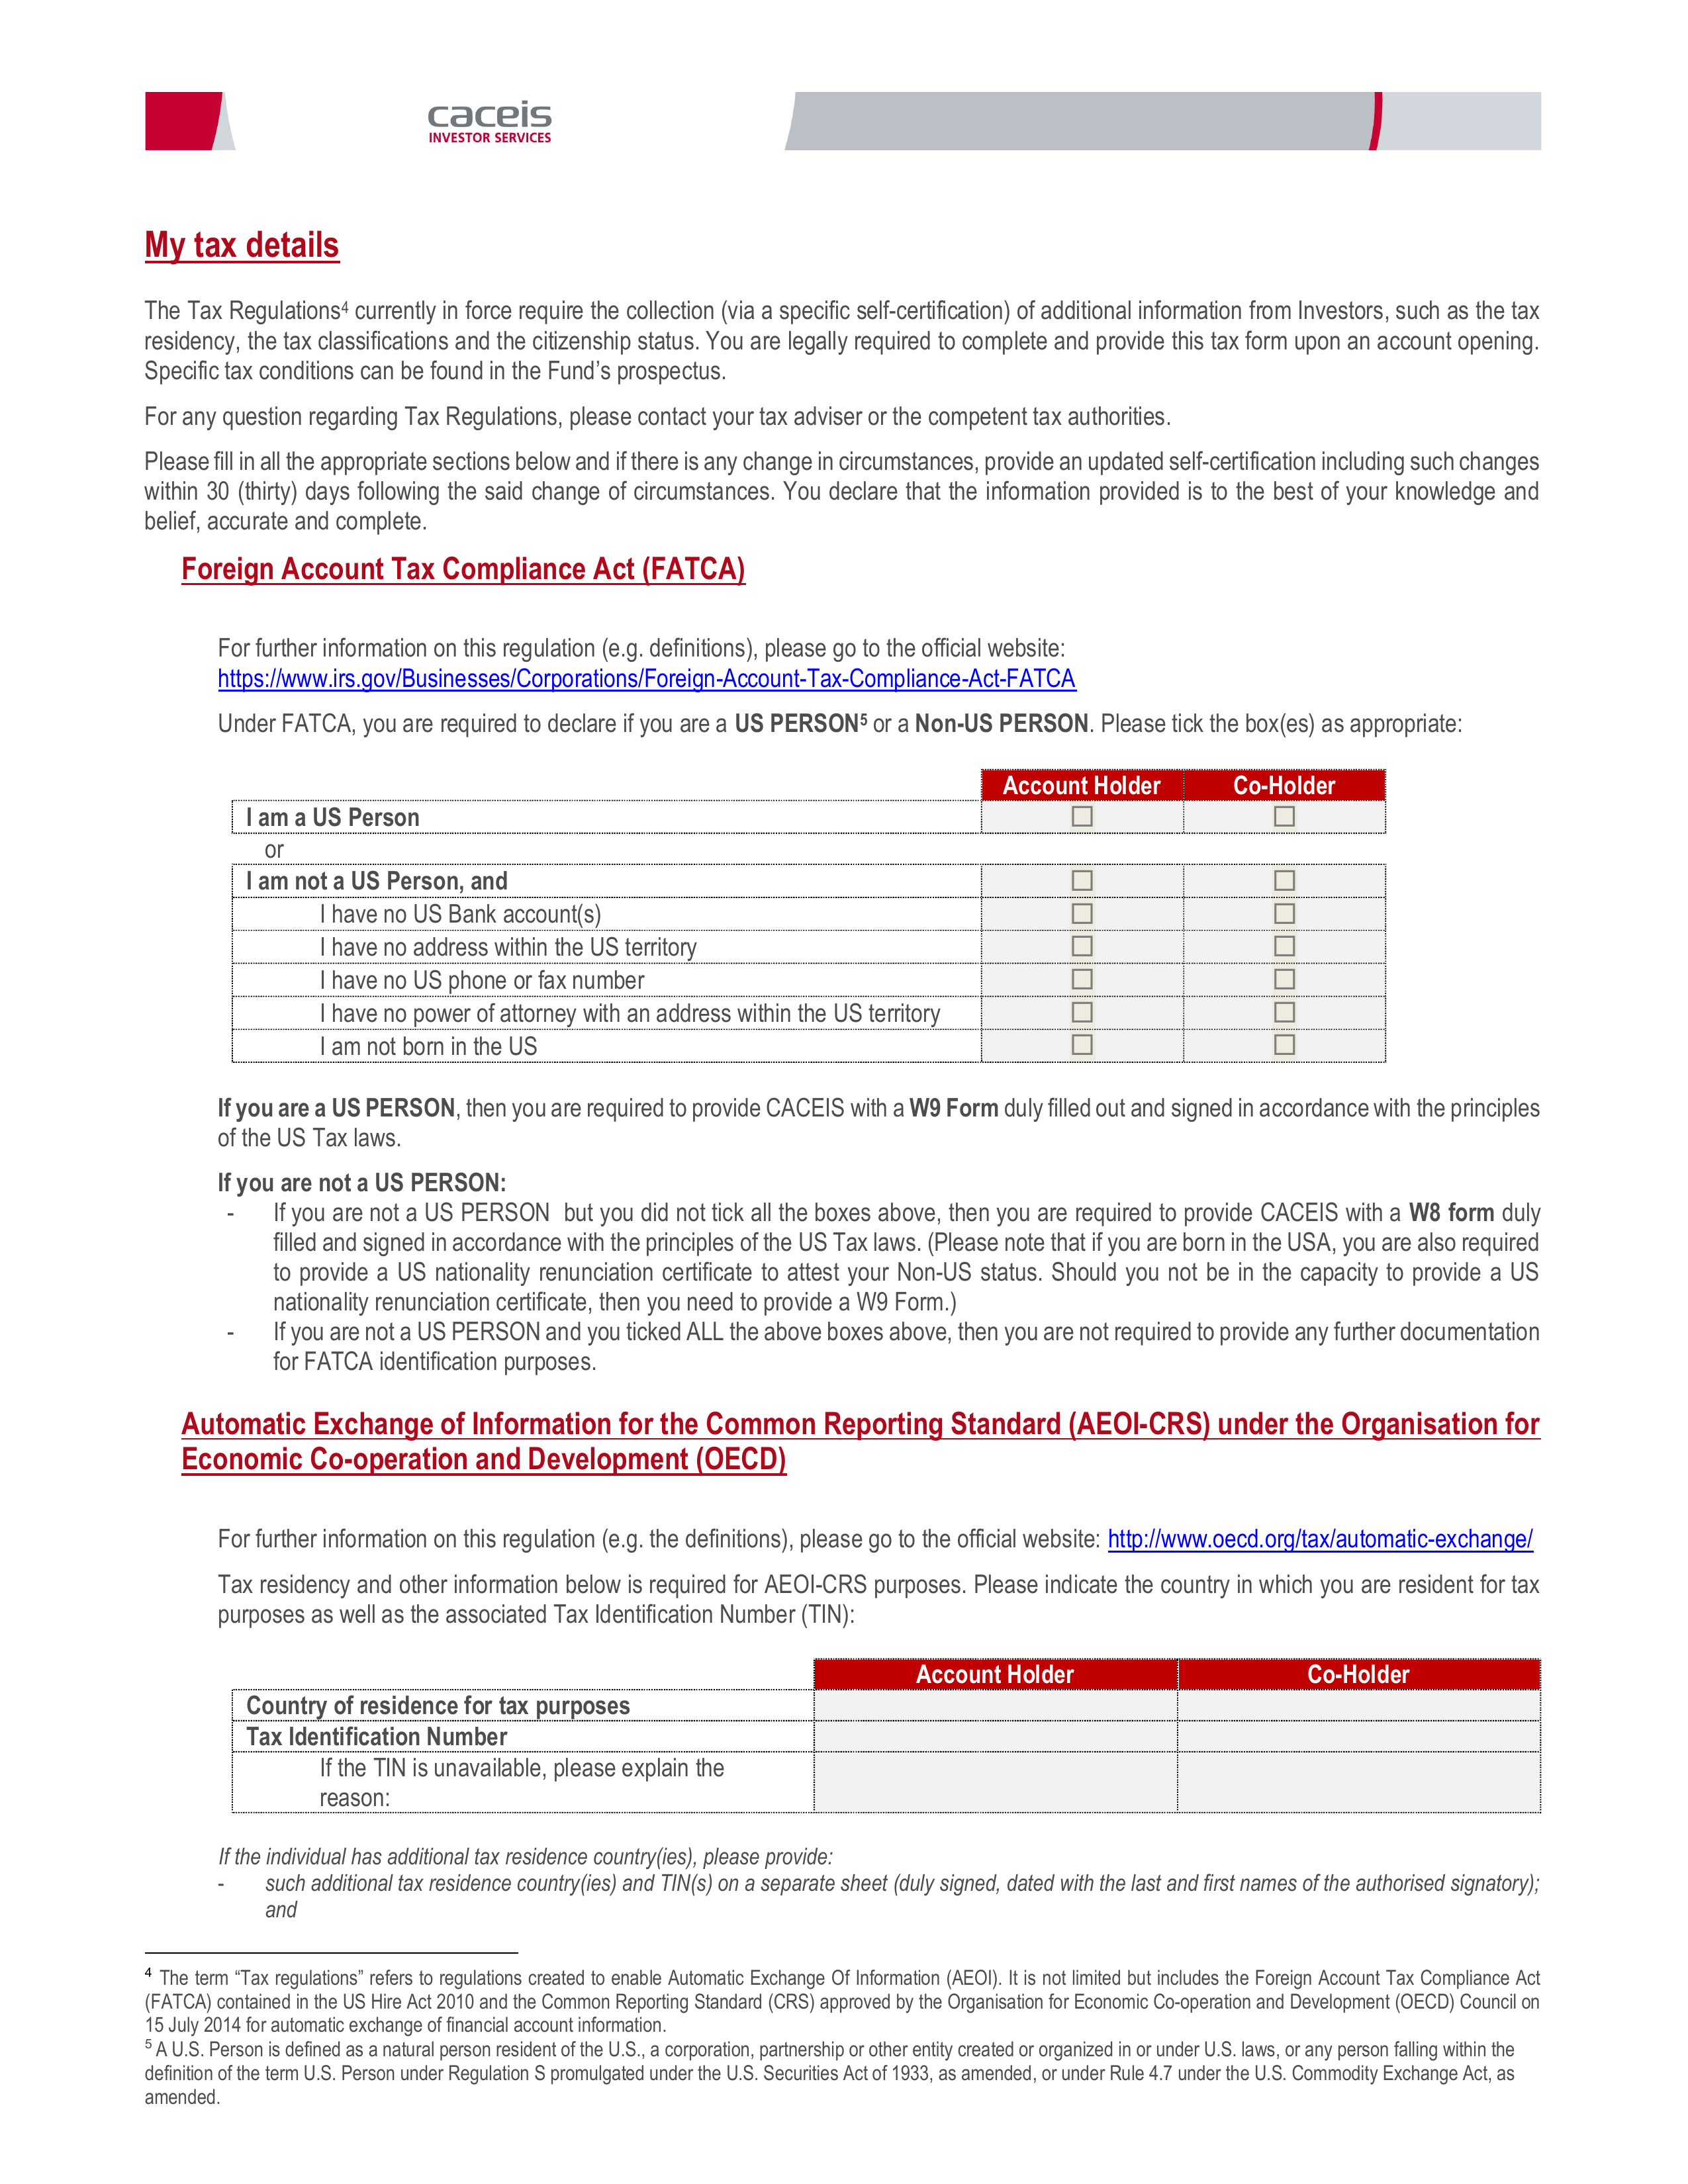 caceis
INVESTOR SERVICES
My tax details
The Tax Regulations4 currently in force require the collection (via a specific self-certification) of additional information from Investors, such as the tax
residency, the tax classifications and the citizenship status. You are legally required to complete and provide this tax form upon an account opening.
Specific tax conditions can be found in the Fund's prospectus.
For any question regarding Tax Regulations, please contact your tax adviser or the competent tax authorities.
Please fill in all the appropriate sections below and if there is any change in circumstances, provide an updated self-certification including such changes
within 30 (thirty) days following the said change of circumstances. You declare that the information provided is to the best of your knowledge and
belief, accurate and complete.
Foreign Account Tax Compliance Act (FATCA)
For further information on this regulation (e.g. definitions), please go to the official website:
https://www.irs.gov/Businesses/Corporations/Foreign-Account-Tax-Compliance-Act-FATCA
Under FATCA, you are required to declare if you are a US PERSON5 or a Non-US PERSON. Please tick the box(es) as appropriate:
Account Holder Co-Holder
I am a US Person ☐ ☐
or
I am not a US Person, and ☐ ☐
I have no US Bank account(s) ☐ ☐
I have no address within the US territory ☐ ☐
I have no US phone or fax number ☐ ☐
I have no power of attorney with an address within the US territory ☐ ☐
I am not born in the US ☐ ☐
If you are a US PERSON, then you are required to provide CACEIS with a W9 Form duly filled out and signed in accordance with the principles
of the US Tax laws.
If you are not a US PERSON:
- If you are not a US PERSON but you did not tick all the boxes above, then you are required to provide CACEIS with a W8 form duly
filled and signed in accordance with the principles of the US Tax laws. (Please note that if you are born in the USA, you are also required
to provide a US nationality renunciation certificate to attest your Non-US status. Should you not be in the capacity to provide a US
nationality renunciation certificate, then you need to provide a W9 Form.)
- If you are not a US PERSON and you ticked ALL the above boxes above, then you are not required to provide any further documentation
for FATCA identification purposes.
Automatic Exchange of Information for the Common Reporting Standard (AEOI-CRS) under the Organisation for
Economic Co-operation and Development (OECD)
For further information on this regulation (e.g. the definitions), please go to the official website: http://www.oecd.org/tax/automatic-exchange/
Tax residency and other information below is required for AEOI-CRS purposes. Please indicate the country in which you are resident for tax
purposes as well as the associated Tax Identification Number (TIN):
Account Holder Co-Holder
Country of residence for tax purposes
Tax Identification Number
If the TIN is unavailable, please explain the
reason:
If the individual has additional tax residence country(ies), please provide:
- such additional tax residence country(ies) and TIN(s) on a separate sheet (duly signed, dated with the last and first names of the authorised signatory);
and
4 The term “Tax regulations” refers to regulations created to enable Automatic Exchange Of Information (AEOI). It is not limited but includes the Foreign Account Tax Compliance Act
(FATCA) contained in the US Hire Act 2010 and the Common Reporting Standard (CRS) approved by the Organisation for Economic Co-operation and Development (OECD) Council on
15 July 2014 for automatic exchange of financial account information.
5 A U.S. Person is defined as a natural person resident of the U.S., a corporation, partnership or other entity created or organized in or under U.S. laws, or any person falling within the
definition of the term U.S. Person under Regulation S promulgated under the U.S. Securities Act of 1933, as amended, or under Rule 4.7 under the U.S. Commodity Exchange Act, as
amended.